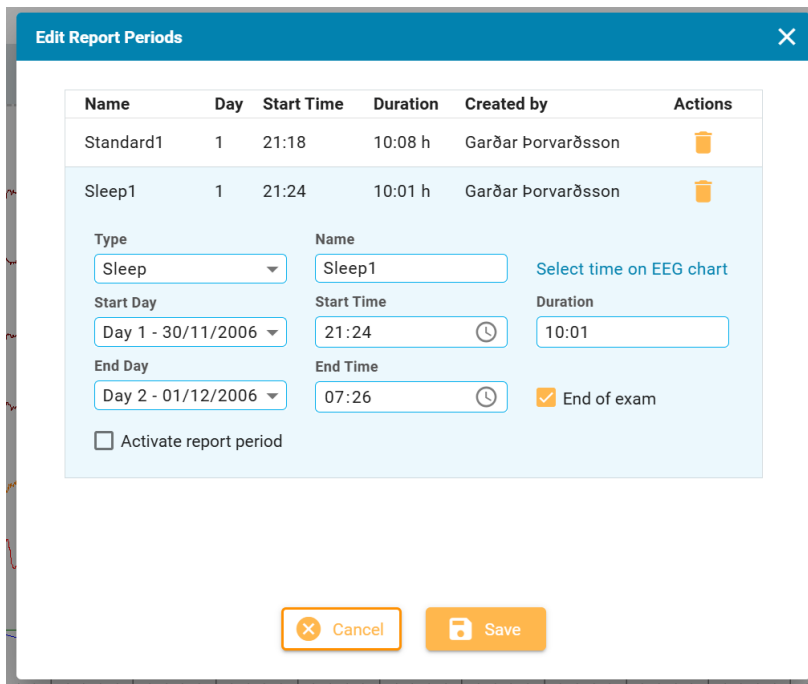 Edit Report Periods
Name Day Start Time Duration Created by Actions
Standard1 1 21:18 10:08 h Garðar Þorvarðsson
Sleep1 1 21:24 10:01 h Garðar Þorvarðsson
Type Name
Sleep Sleep1 Select time on EEG chart
Start Day Start Time Duration
Day 1 - 30/11/2006 21:24 10:01
End Day End Time
Day 2 - 01/12/2006 07:26 End of exam
Activate report period
Cancel Save